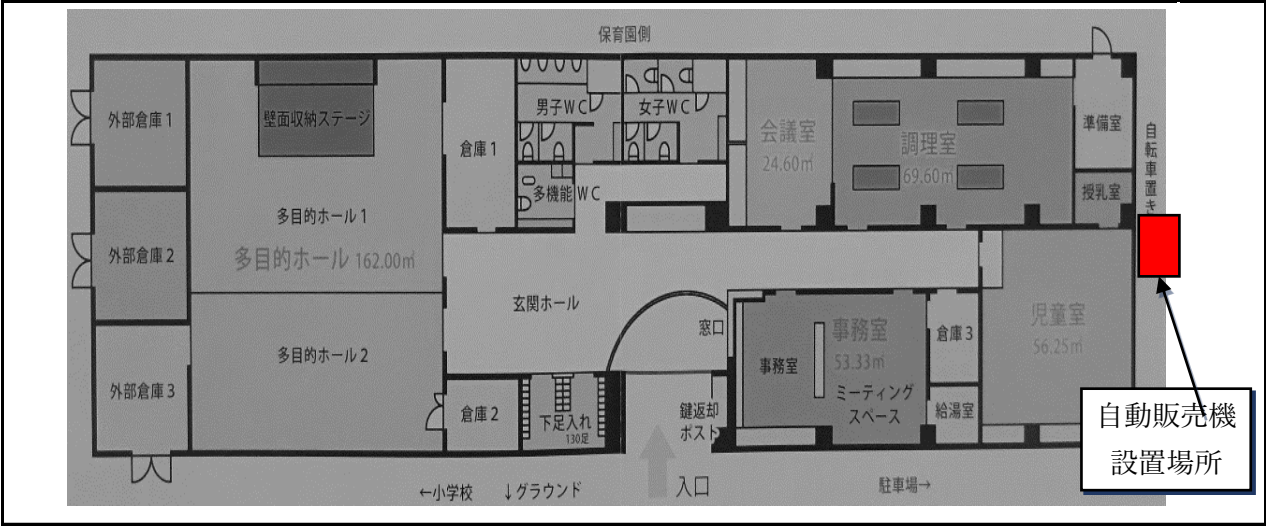 保育園側
外部倉庫1
壁面収納ステージ
倉庫1
男子WC
女子WC
多機能WC
会議室
24.60㎡
調理室
69.60㎡
準備室
授乳室
自転車置き
多目的ホール1
多目的ホール 162.00㎡
外部倉庫2
玄関ホール
窓口
多目的ホール2
外部倉庫3
倉庫2
下足入れ
130足
鍵返却
ポスト
事務室
事務室
53.33㎡
ミーティング
スペース
倉庫3
給湯室
児童室
56.25㎡
自動販売機
設置場所
←小学校
↓グラウンド
入口
駐車場→